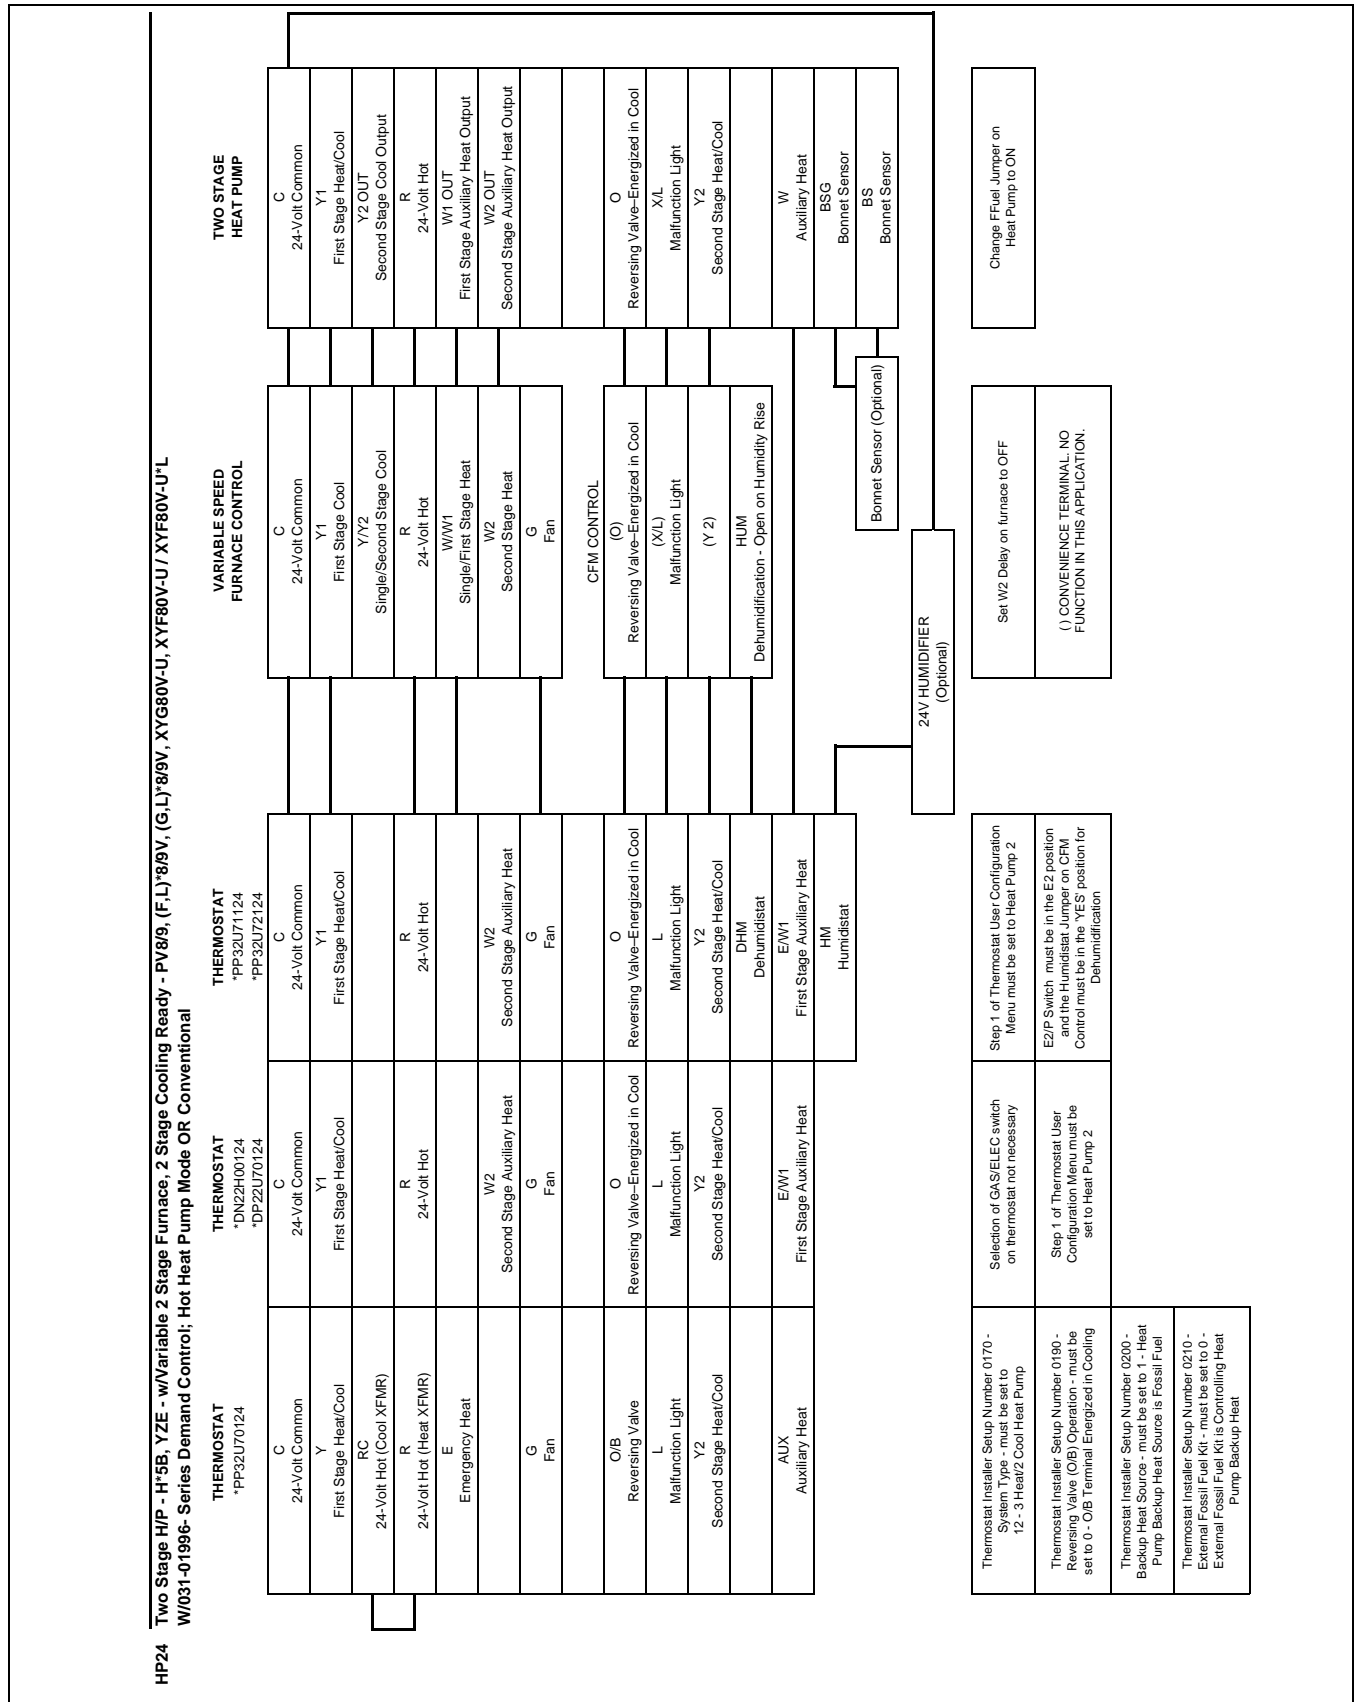 HP24 Two Stage H/P - H*5B, YZE - w/Variable 2 Stage Furnace, 2 Stage Cooling Ready - PV8/9, (F,L)*8/9V, (G,L)*8/9V, XYG80V-U, XYF80V-U / XYF80V-U*L
W/031-01996- Series Demand Control; Hot Heat Pump Mode OR Conventional
THERMOSTAT
*PP32U70124
C
24-Volt Common
Y
First Stage Heat/Cool
RC
24-Volt Hot (Cool XFMR)
R
24-Volt Hot (Heat XFMR)
E
Emergency Heat
G
Fan
O/B
Reversing Valve
L
Malfunction Light
Y2
Second Stage Heat/Cool
AUX
Auxiliary Heat
Thermostat Installer Setup Number 0170 -
System Type - must be set to
12 - 3 Heat/2 Cool Heat Pump
Thermostat Installer Setup Number 0190 -
Reversing Valve (O/B) Operation - must be
set to 0 - O/B Terminal Energized in Cooling
Thermostat Installer Setup Number 0200 -
Backup Heat Source - must be set to 1 - Heat
Pump Backup Heat Source is Fossil Fuel
Thermostat Installer Setup Number 0210 -
External Fossil Fuel Kit - must be set to 0 -
External Fossil Fuel Kit is Controlling Heat
Pump Backup Heat
THERMOSTAT
*DN22H00124
*DP22U70124
C
24-Volt Common
Y1
First Stage Heat/Cool
R
24-Volt Hot
W2
Second Stage Auxiliary Heat
G
Fan
O
Reversing Valve–Energized in Cool
L
Malfunction Light
Y2
Second Stage Heat/Cool
E/W1
First Stage Auxiliary Heat
Selection of GAS/ELEC switch
on thermostat not necessary
Step 1 of Thermostat User
Configuration Menu must be
set to Heat Pump 2
THERMOSTAT
*PP32U71124
*PP32U72124
C
24-Volt Common
Y1
First Stage Heat/Cool
R
24-Volt Hot
W2
Second Stage Auxiliary Heat
G
Fan
O
Reversing Valve–Energized in Cool
L
Malfunction Light
Y2
Second Stage Heat/Cool
DHM
Dehumidistat
E/W1
First Stage Auxiliary Heat
HM
Humidistat
Step 1 of Thermostat User Configuration
Menu must be set to Heat Pump 2
E2/P Switch must be in the E2 position
and the Humidistat Jumper on CFM
Control must be in the 'YES' position for
Dehumidification
VARIABLE SPEED
FURNACE CONTROL
C
24-Volt Common
Y1
First Stage Cool
Y/Y2
Single/Second Stage Cool
R
24-Volt Hot
W/W1
Single/First Stage Heat
W2
Second Stage Heat
G
Fan
CFM CONTROL
(O)
Reversing Valve–Energized in Cool
(X/L)
Malfunction Light
(Y 2)
HUM
Dehumidification - Open on Humidity Rise
Bonnet Sensor (Optional)
24V HUMIDIFIER
(Optional)
Set W2 Delay on furnace to OFF
( ) CONVENIENCE TERMINAL. NO
FUNCTION IN THIS APPLICATION.
TWO STAGE
HEAT PUMP
C
24-Volt Common
Y1
First Stage Heat/Cool
Y2 OUT
Second Stage Cool Output
R
24-Volt Hot
W1 OUT
First Stage Auxiliary Heat Output
W2 OUT
Second Stage Auxiliary Heat Output
O
Reversing Valve–Energized in Cool
X/L
Malfunction Light
Y2
Second Stage Heat/Cool
W
Auxiliary Heat
BSG
Bonnet Sensor
BS
Bonnet Sensor
Change FFuel Jumper on
Heat Pump to ON